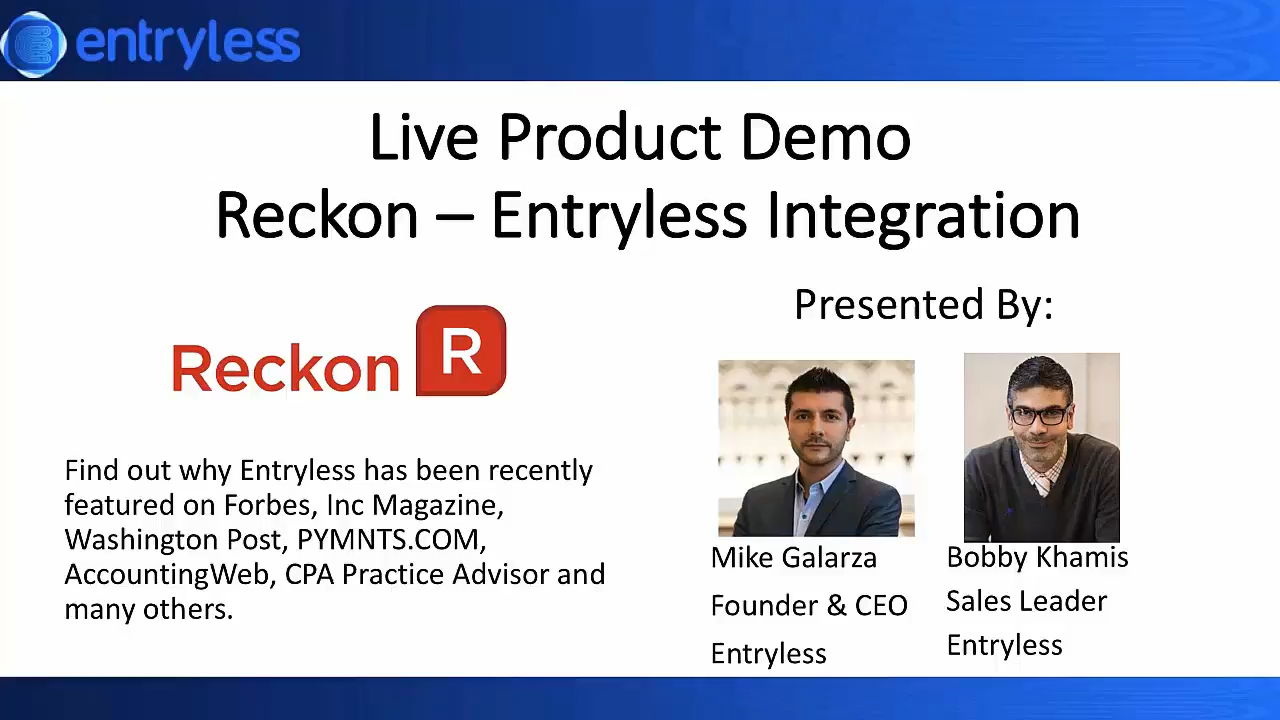 entryless
Live Product Demo
Reckon – Entryless Integration
Presented By:
Reckon R
Find out why Entryless has been recently
featured on Forbes, Inc Magazine,
Washington Post, PYMNTS.COM,
AccountingWeb, CPA Practice Advisor and
many others.
Mike Galarza
Founder & CEO
Entryless
Bobby Khamis
Sales Leader
Entryless